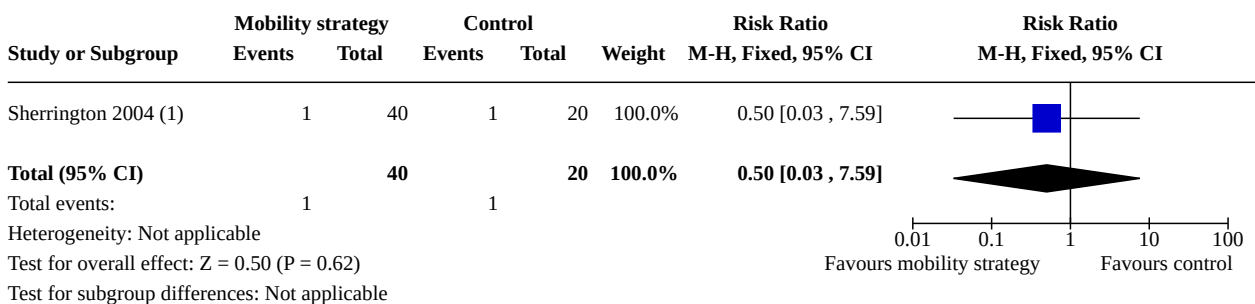 Mobility strategy Control Risk Ratio Risk Ratio
Study or Subgroup Events Total Events Total Weight M-H, Fixed, 95% CI M-H, Fixed, 95% CI
Sherrington 2004 (1) 1 40 1 20 100.0% 0.50 [0.03 , 7.59]
Total (95% CI) 40 20 100.0% 0.50 [0.03 , 7.59]
Total events: 1 1
Heterogeneity: Not applicable
0.01 0.1 1 10 100
Test for overall effect: Z = 0.50 (P = 0.62) Favours mobility strategy Favours control
Test for subgroup differences: Not applicable